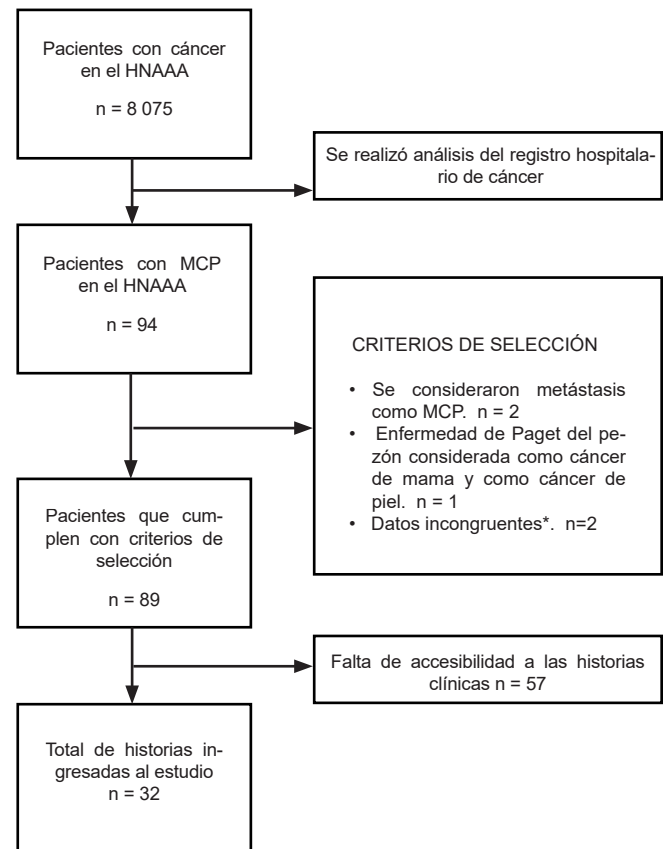 Pacientes con cáncer
en el HNAAA
n = 8 075
Se realizó análisis del registro hospitala-
rio de cáncer
Pacientes con MCP
en el HNAAA
n = 94
CRITERIOS DE SELECCIÓN
• Se consideraron metástasis
como MCP. n = 2
• Enfermedad de Paget del pe-
zón considerada como cáncer
de mama y como cáncer de
piel. n = 1
• Datos incongruentes*. n=2
Pacientes que cum-
plen con criterios de
selección
n = 89
Falta de accesibilidad a las historias
clínicas n = 57
Total de historias in-
gresadas al estudio
n = 32